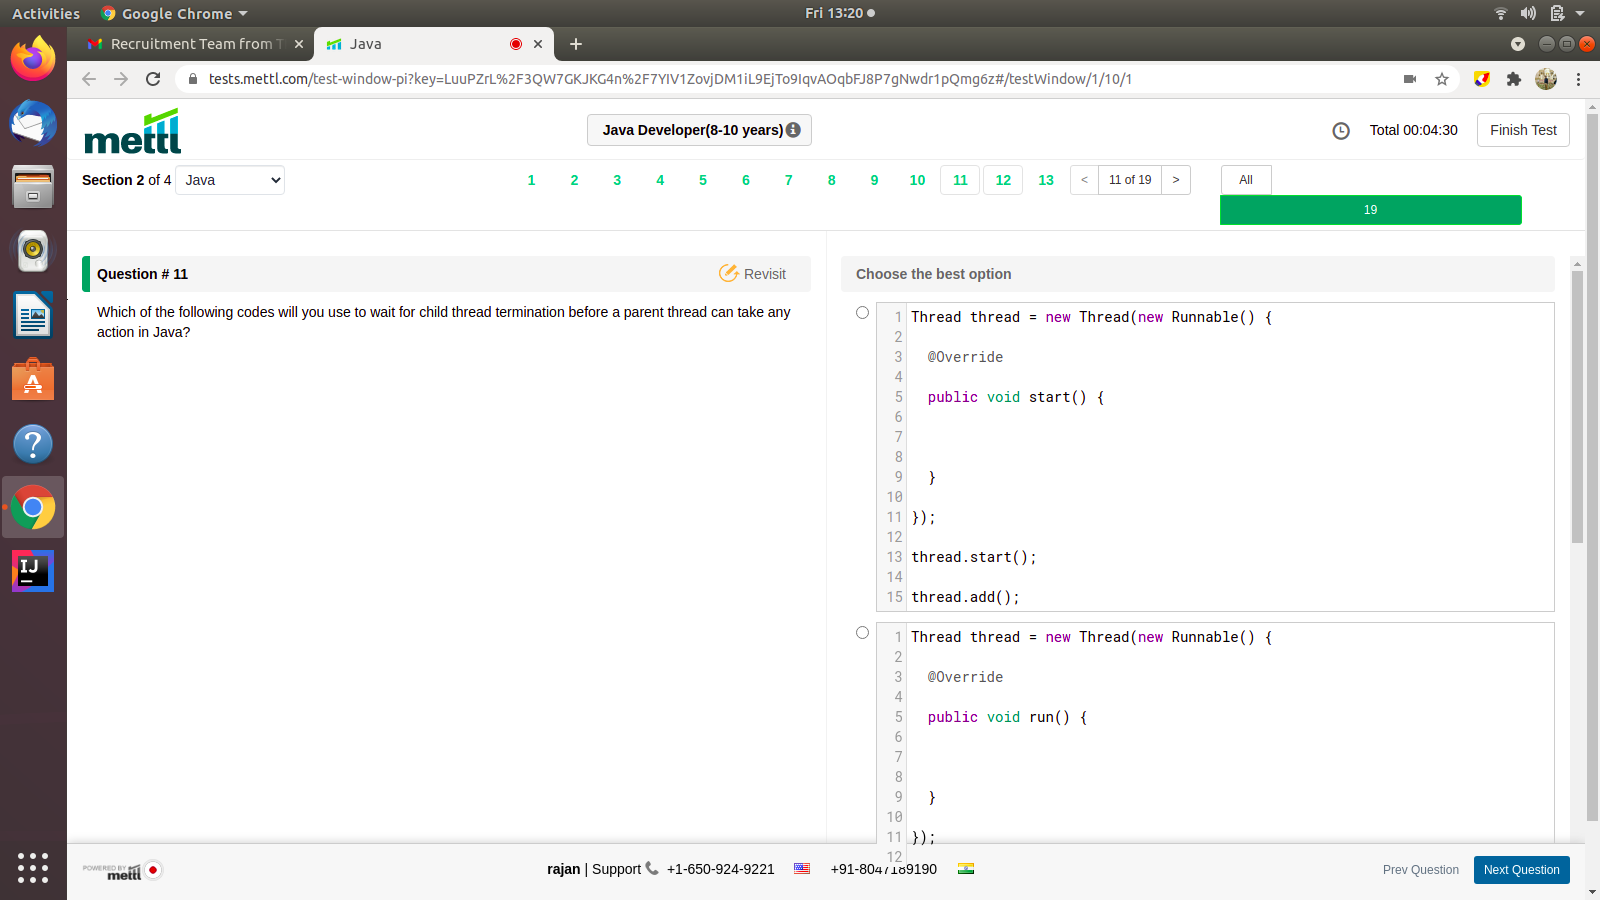 Activities
Google Chrome
Fri 13:20
Recruitment Team from T
Java
tests.mettl.com/test-window-pi?key=LuuPZrL%2F3QW7GKJKG4n%2F7YIV1ZovjDM1iL9EjTo9IqvAOqbFJ8P7gNwdr1pQmg6z#/testWindow/1/10/1
mettl
Java Developer(8-10 years)
Total 00:04:30
Finish Test
Section 2 of 4
Java
1 2 3 4 5 6 7 8 9 10 11 12 13
< 11 of 19 >
All
19
Question # 11
Revisit
Which of the following codes will you use to wait for child thread termination before a parent thread can take any
action in Java?
Choose the best option
1 Thread thread = new Thread(new Runnable() {
2
3 @Override
4
5 public void start() {
6
7
8
9 }
10
11 });
12
13 thread.start();
14
15 thread.add();
1 Thread thread = new Thread(new Runnable() {
2
3 @Override
4
5 public void run() {
6
7
8
9 }
10
11 });
12
POWERED BY
mettl
rajan | Support +1-650-924-9221 +91-8047189190
Prev Question
Next Question
IJ